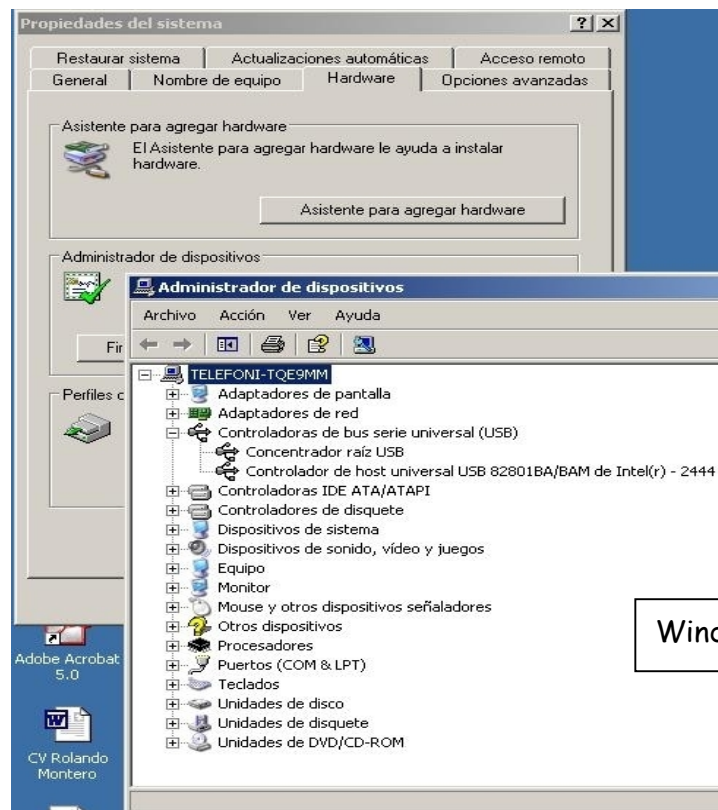 Propiedades del sistema
Restaurar sistema
Actualizaciones automáticas
Acceso remoto
General
Nombre de equipo
Hardware
Opciones avanzadas
Asistente para agregar hardware
El Asistente para agregar hardware le ayuda a instalar
hardware.
Asistente para agregar hardware
Administrador de dispositivos
Fir
Perfiles
Administrador de dispositivos
Archivo Acción Ver Ayuda
TELEFONI-TQE9MM
Adaptadores de pantalla
Adaptadores de red
Controladoras de bus serie universal (USB)
Concentrador raíz USB
Controlador de host universal USB 82801BA/BAM de Intel(r) - 2444
Controladoras IDE ATA/ATAPI
Controladores de disquete
Dispositivos de sistema
Dispositivos de sonido, vídeo y juegos
Equipo
Monitor
Mouse y otros dispositivos señaladores
Otros dispositivos
Procesadores
Puertos (COM & LPT)
Teclados
Unidades de disco
Unidades de disquete
Unidades de DVD/CD-ROM
Adobe Acrobat
5.0
CV Rolando
Montero